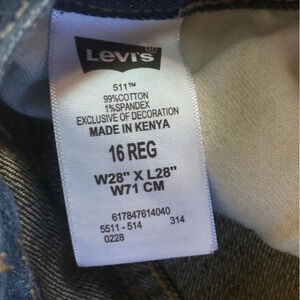 Levi's®
511™
99%COTTON
1%SPANDEX
EXCLUSIVE OF DECORATION
MADE IN KENYA
16 REG
W28" X L28"
W71 CM
617847614040
5511-514 314
0228